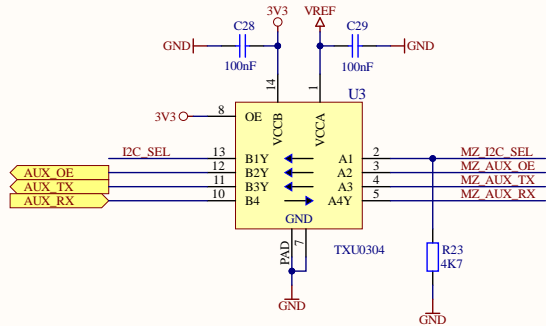 3V3 VREF
C28 C29
GND GND
100nF 100nF
14 1 U3
3V3 8 OE VCCB VCCA
I2C_SEL 13 B1Y A1 2 MZ_I2C_SEL
AUX_OE 12 B2Y A2 3 MZ_AUX_OE
AUX_TX 11 B3Y A3 4 MZ_AUX_TX
AUX_RX 10 B4 A4Y 5 MZ_AUX_RX
GND
PAD 7 TXU0304 R23
4K7
GND GND